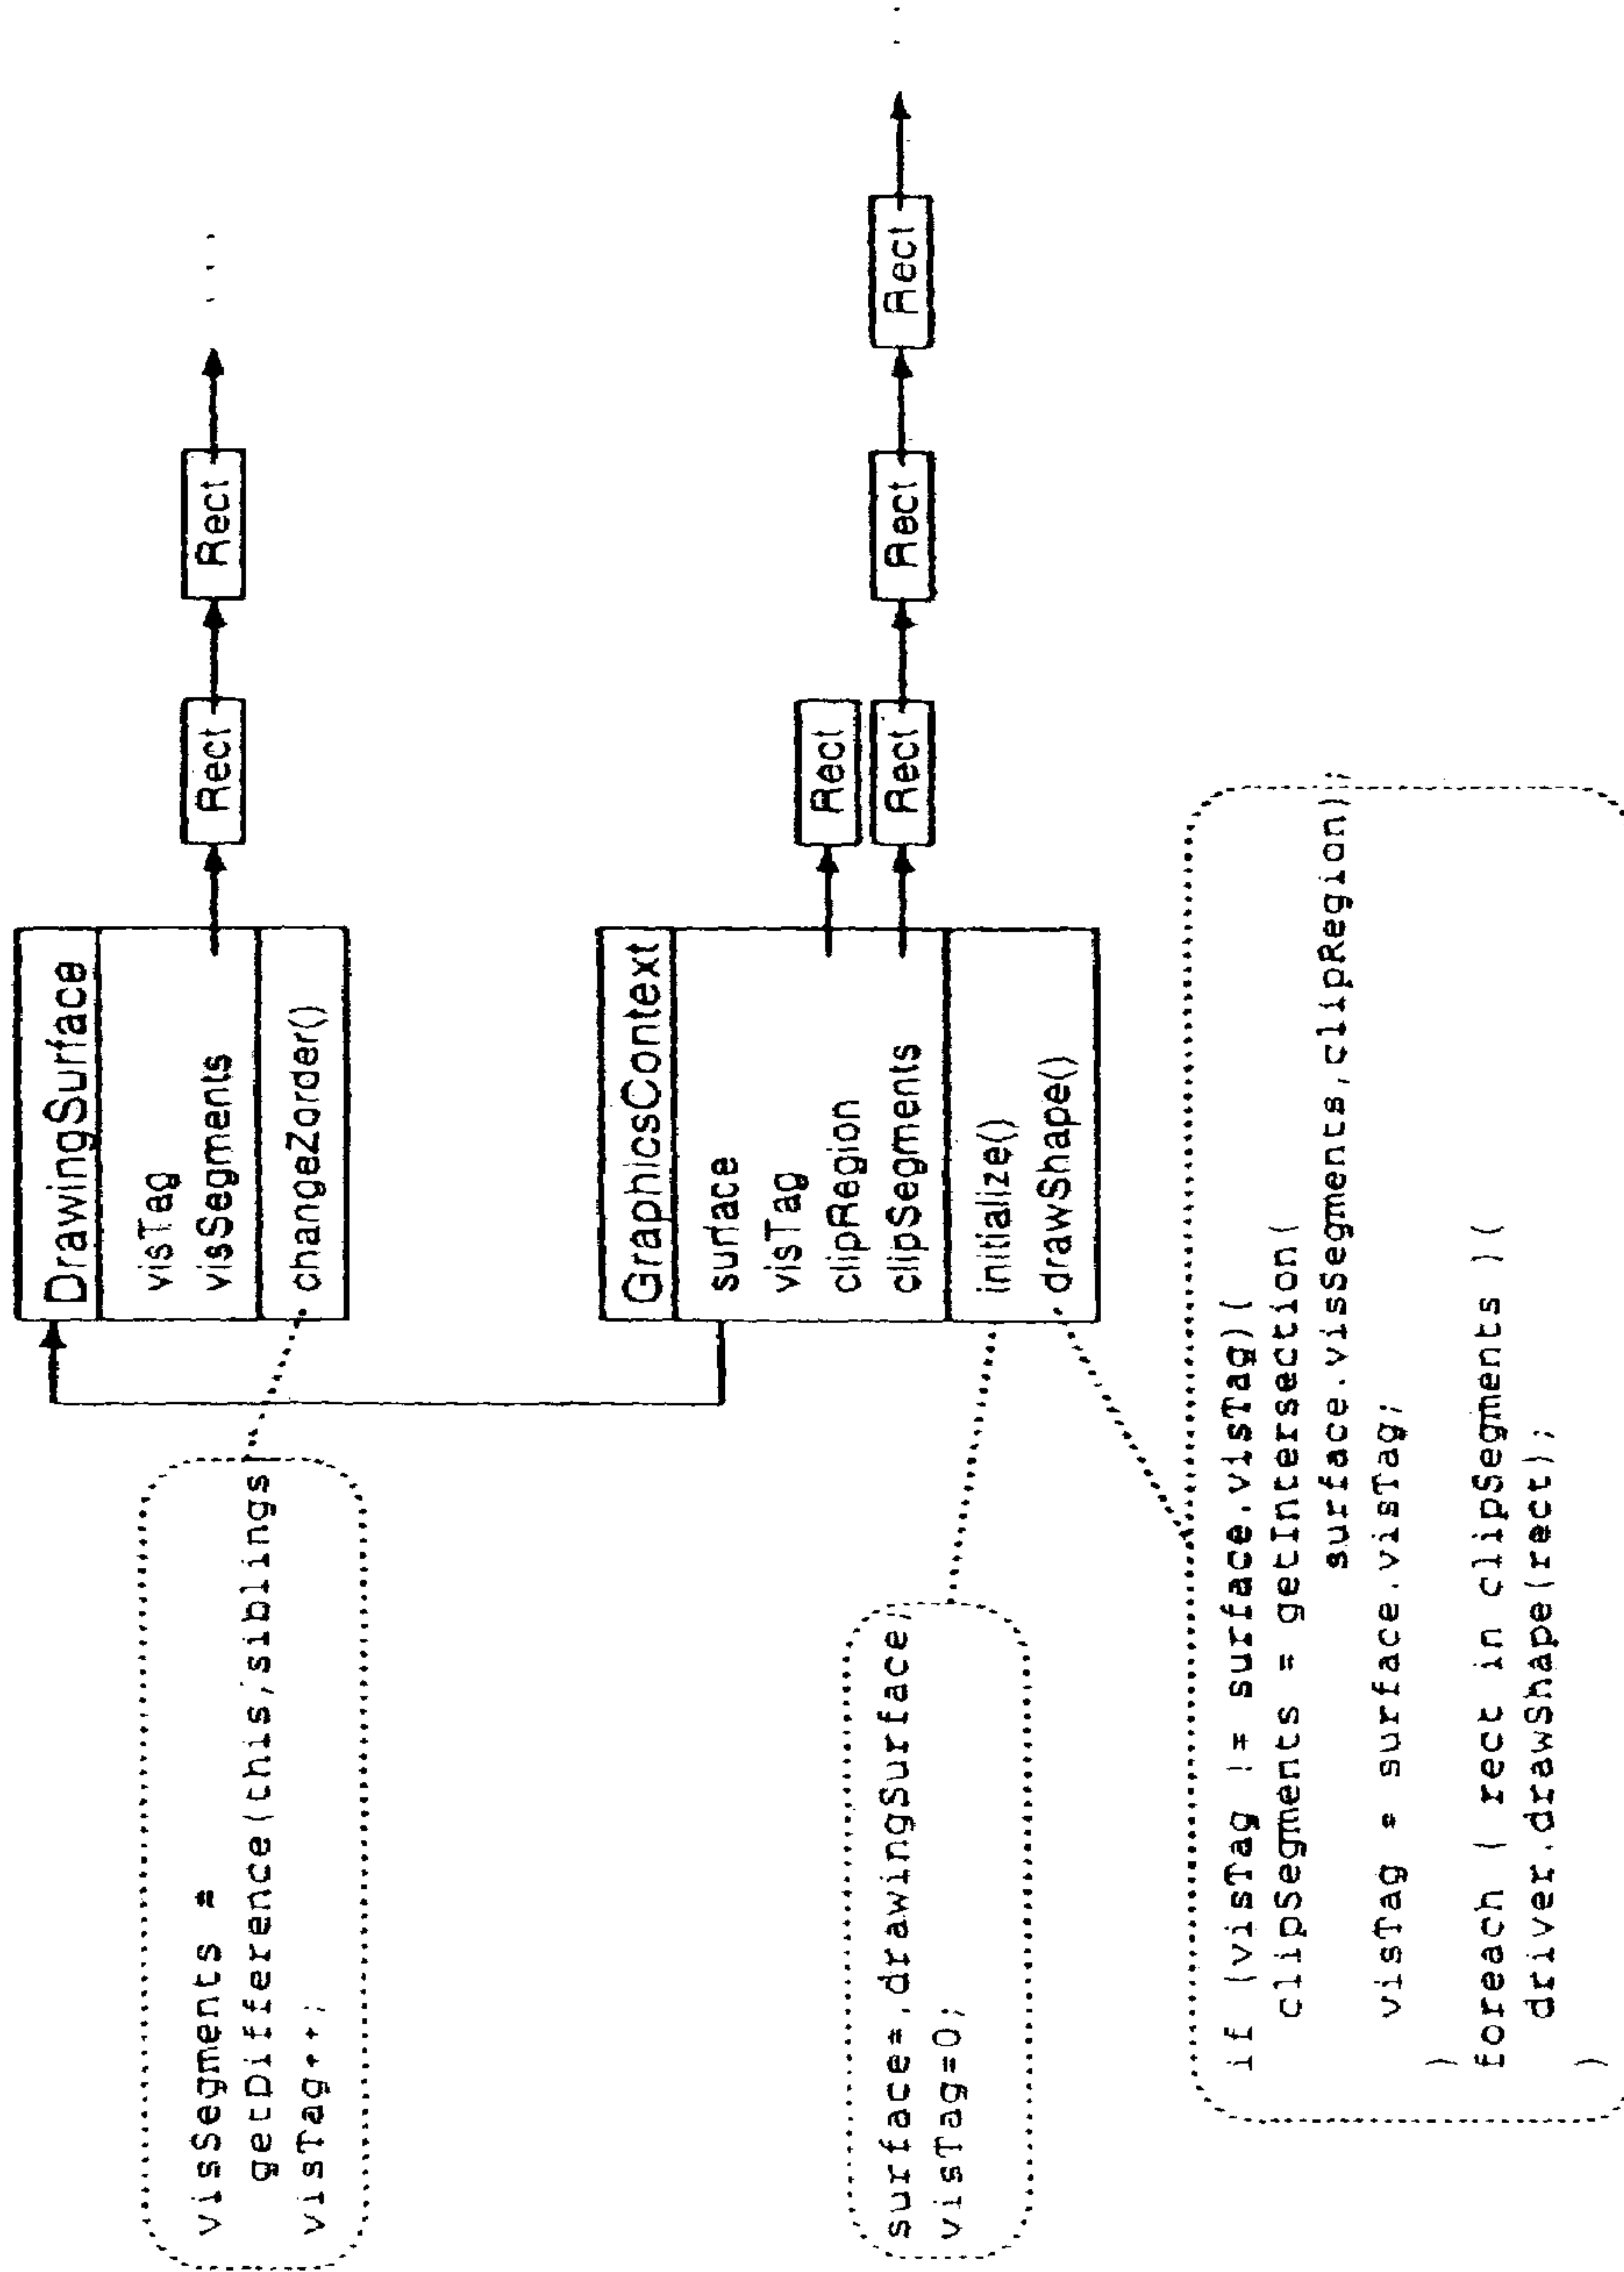 DrawingSurface
visTag
visSegments
changeZorder()
Rect
Rect
visSegments =
getDifference(this,siblings
visTag++;
GraphicsContext
surface
visTag
clipRegion
clipSegments
initialize()
drawShape()
Rect
Rect
Rect
Rect
surface=.drawingSurface,
visTag=0;
if (visTag != surface.visTag)(
clipSegments = getIntersection(
surface.visSegments,clipRegion);
visTag = surface.visTag;
)
foreach ( rect in clipSegments )(
driver.drawShape(rect);
)